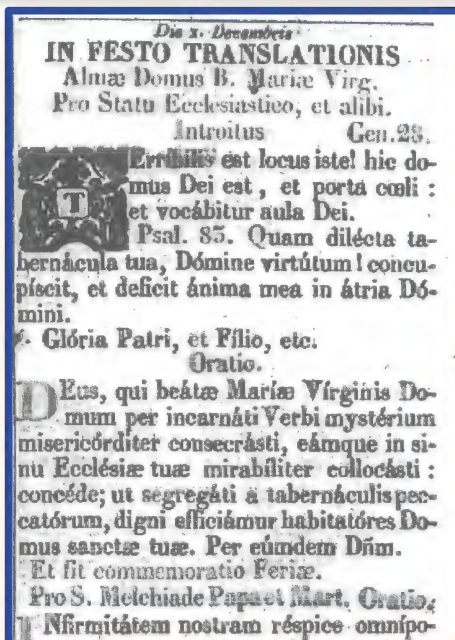 Die x. Decembris
IN FESTO TRANSLATIONIS
Almæ Domus B. Mariæ Virg.
Pro Statu Ecclesiastico, et alibi.
Introitus Gen. 28.
TErríbilis est locus iste! hic do-
mus Dei est, et porta cœli :
et vocábitur aula Dei.
Psal. 83. Quam dilécta ta-
bernácula tua, Dómine virtútum! concu-
píscit, et deficit ánima mea in átria Dó-
mini.
Glória Patri, et Fílio, etc.
Oratio.
DEus, qui beátæ Maríæ Vírginis Do-
mum per incarnáti Verbi mystérium
misericórditer consecrásti, eámque in si-
nu Ecclésiæ tuæ mirabíliter collocásti :
concéde; ut segregáti a tabernáculis pec-
catórum, digni efficiámur habitatóres Do-
mus sanctæ tuæ. Per eúmdem Dñm.
Et fit commemoratio Feriæ.
Pro S. Melchiade Papa et Mart. Oratio.
INfirmitátem nostram réspice omnípo-